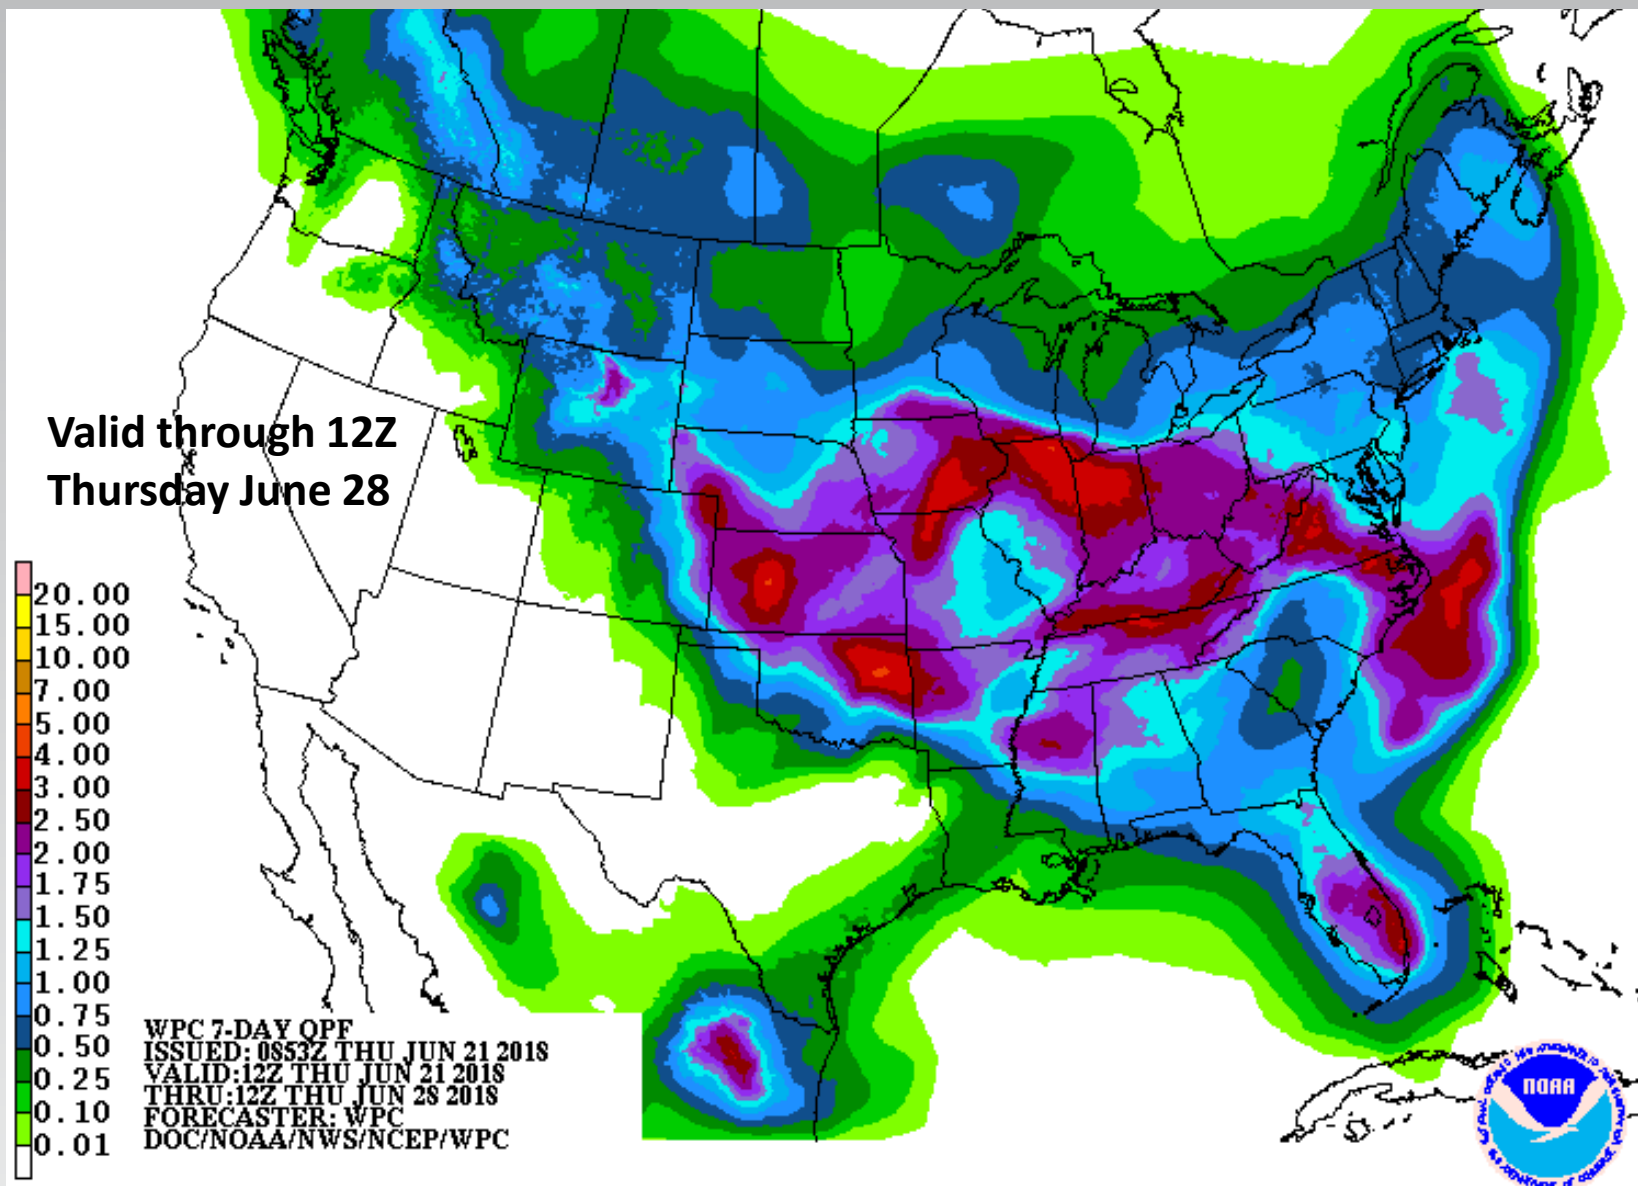 Valid through 12Z
Thursday June 28
20.00
15.00
10.00
7.00
5.00
4.00
3.00
2.50
2.00
1.75
1.50
1.25
1.00
0.75
0.50
0.25
0.10
0.01
WPC 7-DAY QPF
ISSUED: 0853Z THU JUN 21 2018
VALID:12Z THU JUN 21 2018
THRU:12Z THU JUN 28 2018
FORECASTER: WPC
DOC/NOAA/NWS/NCEP/WPC
NOAA